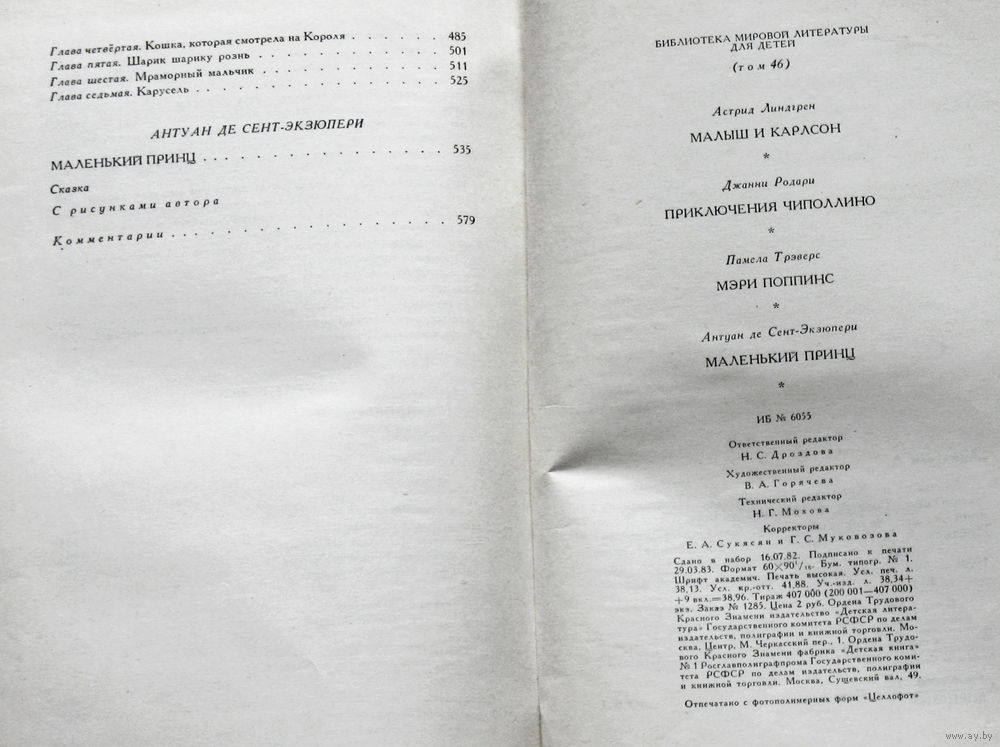 Глава четвёртая. Кошка, которая смотрела на Короля . . . . . . . 485
Глава пятая. Шарик шарику рознь . . . . . . . . . . . . 501
Глава шестая. Мраморный мальчик . . . . . . . . . . . . 511
Глава седьмая. Карусель . . . . . . . . . . . . . . . 525
АНТУАН ДЕ СЕНТ-ЭКЗЮПЕРИ
МАЛЕНЬКИЙ ПРИНЦ . . . . . . . . . . . . . . . 535
Сказка
С рисунками автора
Комментарии . . . . . . . . . . . . . . . . . 579
БИБЛИОТЕКА МИРОВОЙ ЛИТЕРАТУРЫ
ДЛЯ ДЕТЕЙ
(том 46)
Астрид Линдгрен
МАЛЫШ И КАРЛСОН
*
Джанни Родари
ПРИКЛЮЧЕНИЯ ЧИПОЛЛИНО
*
Памела Трэверс
МЭРИ ПОППИНС
*
Антуан де Сент-Экзюпери
МАЛЕНЬКИЙ ПРИНЦ
*
ИБ № 6055
Ответственный редактор
Н. С. Дроздова
Художественный редактор
В. А. Горячева
Технический редактор
Н. Г. Мохова
Корректоры
Е. А. Сукясян и Г. С. Муковозова
Сдано в набор 16.07.82. Подписано к печати
29.03.83. Формат 60×90¹/₁₆. Бум. типогр. № 1.
Шрифт академич. Печать высокая. Усл. печ. л.
38,13. Усл. кр.-отт. 41,88. Уч.-изд. л. 38,34+
+9 вкл.=38,96. Тираж 407 000 (200 001—407 000)
экз. Заказ № 1285. Цена 2 руб. Ордена Трудового
Красного Знамени издательство «Детская литера-
тура» Государственного комитета РСФСР по делам
издательств, полиграфии и книжной торговли. Мо-
сква, Центр, М. Черкасский пер., 1. Ордена Трудо-
вого Красного Знамени фабрика «Детская книга»
№ 1 Росглавполиграфпрома Государственного коми-
тета РСФСР по делам издательств, полиграфии
и книжной торговли. Москва, Сущевский вал, 49.
Отпечатано с фотополимерных форм «Целлофот»
www.ay.by